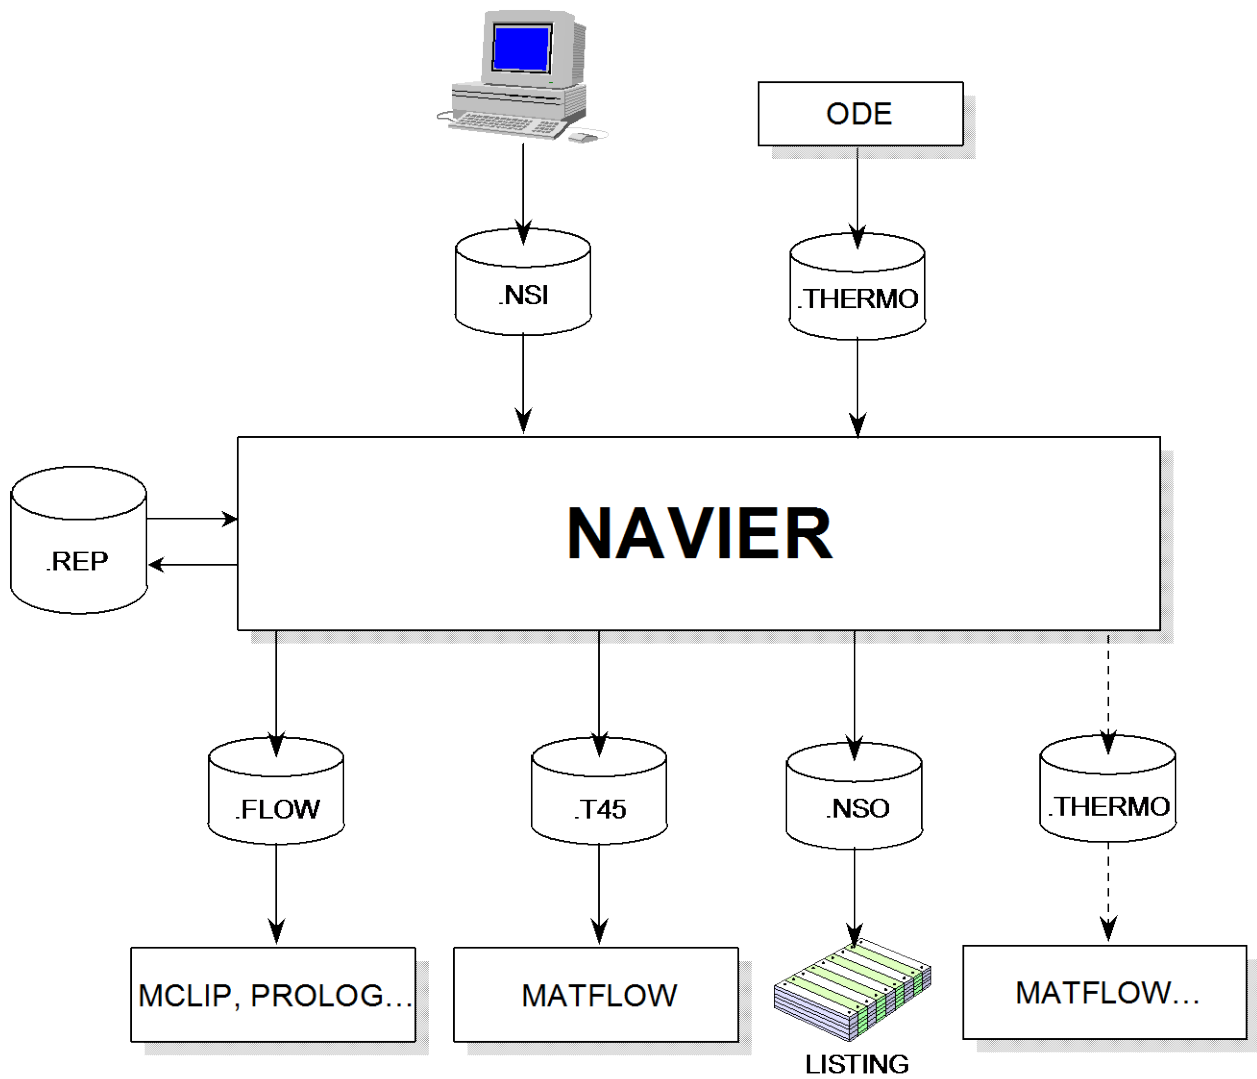 ODE
.NSI
.THERMO
NAVIER
.REP
.FLOW
.T45
.NSO
.THERMO
MCLIP, PROLOG...
MATFLOW
LISTING
MATFLOW...